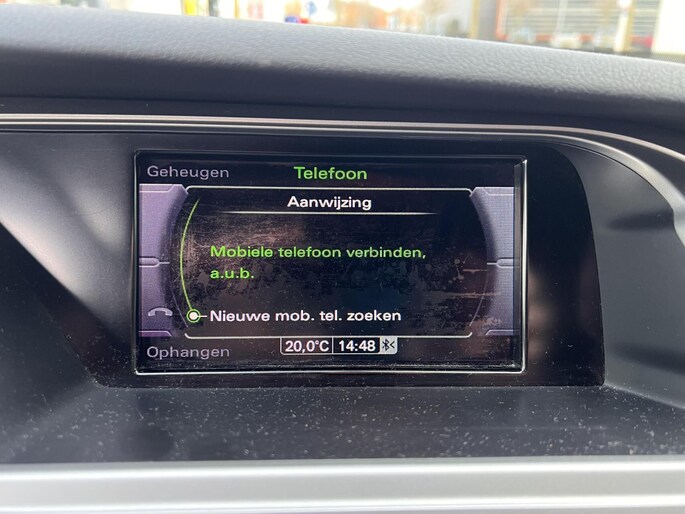 Geheugen
Telefoon
Aanwijzing
Mobiele telefoon verbinden,
a.u.b.
Nieuwe mob. tel. zoeken
Ophangen
20,0°C 14:48